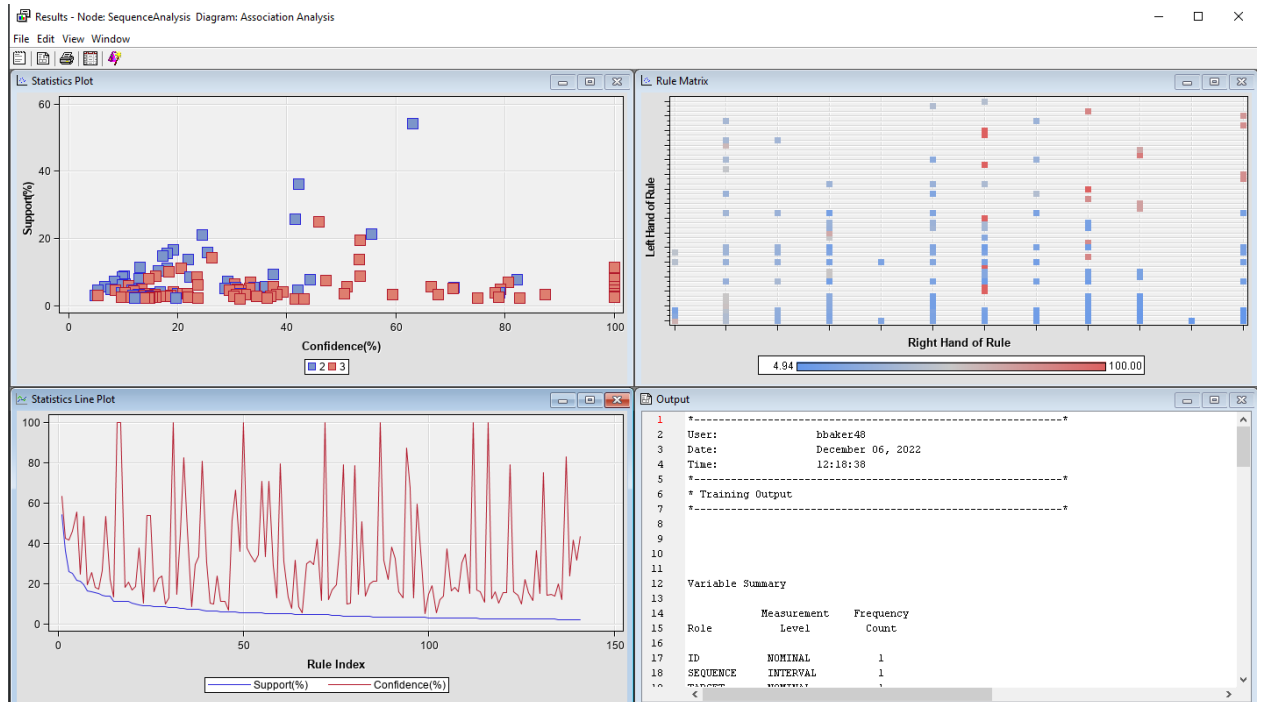 Results - Node: SequenceAnalysis Diagram: Association Analysis
File Edit View Window
Statistics Plot
60
40
20
0
Support(%)
0 20 40 60 80 100
Confidence(%)
2 3
Rule Matrix
Left Hand of Rule
Right Hand of Rule
4.94 100.00
Statistics Line Plot
100
80
60
40
20
0
0 50 100 150
Rule Index
Support(%) Confidence(%)
Output
1 *------------------------------------------------------------*
2 User: bbaker48
3 Date: December 06, 2022
4 Time: 12:18:38
5 *------------------------------------------------------------*
6 * Training Output
7 *------------------------------------------------------------*
8
9
10
11
12 Variable Summary
13
14 Measurement Frequency
15 Role Level Count
16
17 ID NOMINAL 1
18 SEQUENCE INTERVAL 1